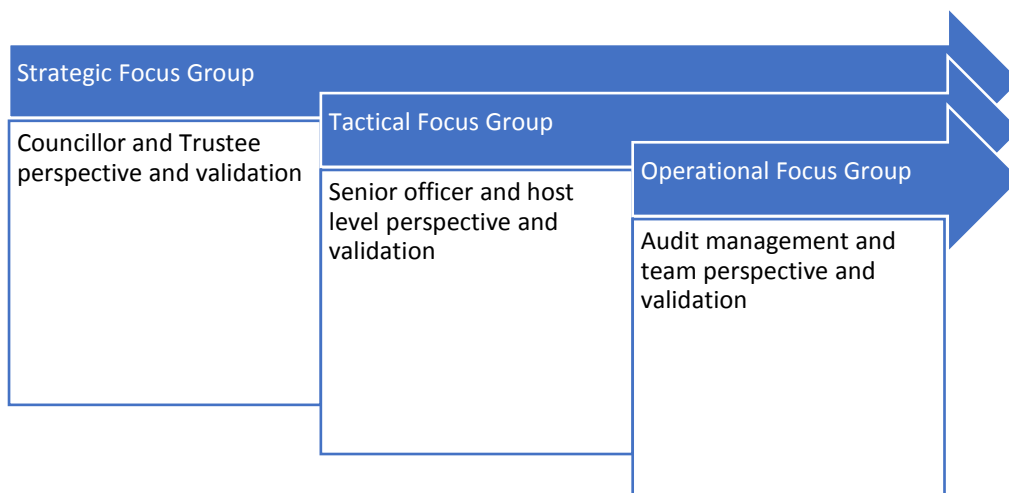 Strategic Focus Group
Councillor and Trustee
perspective and validation
Tactical Focus Group
Senior officer and host
level perspective and
validation
Operational Focus Group
Audit management and
team perspective and
validation